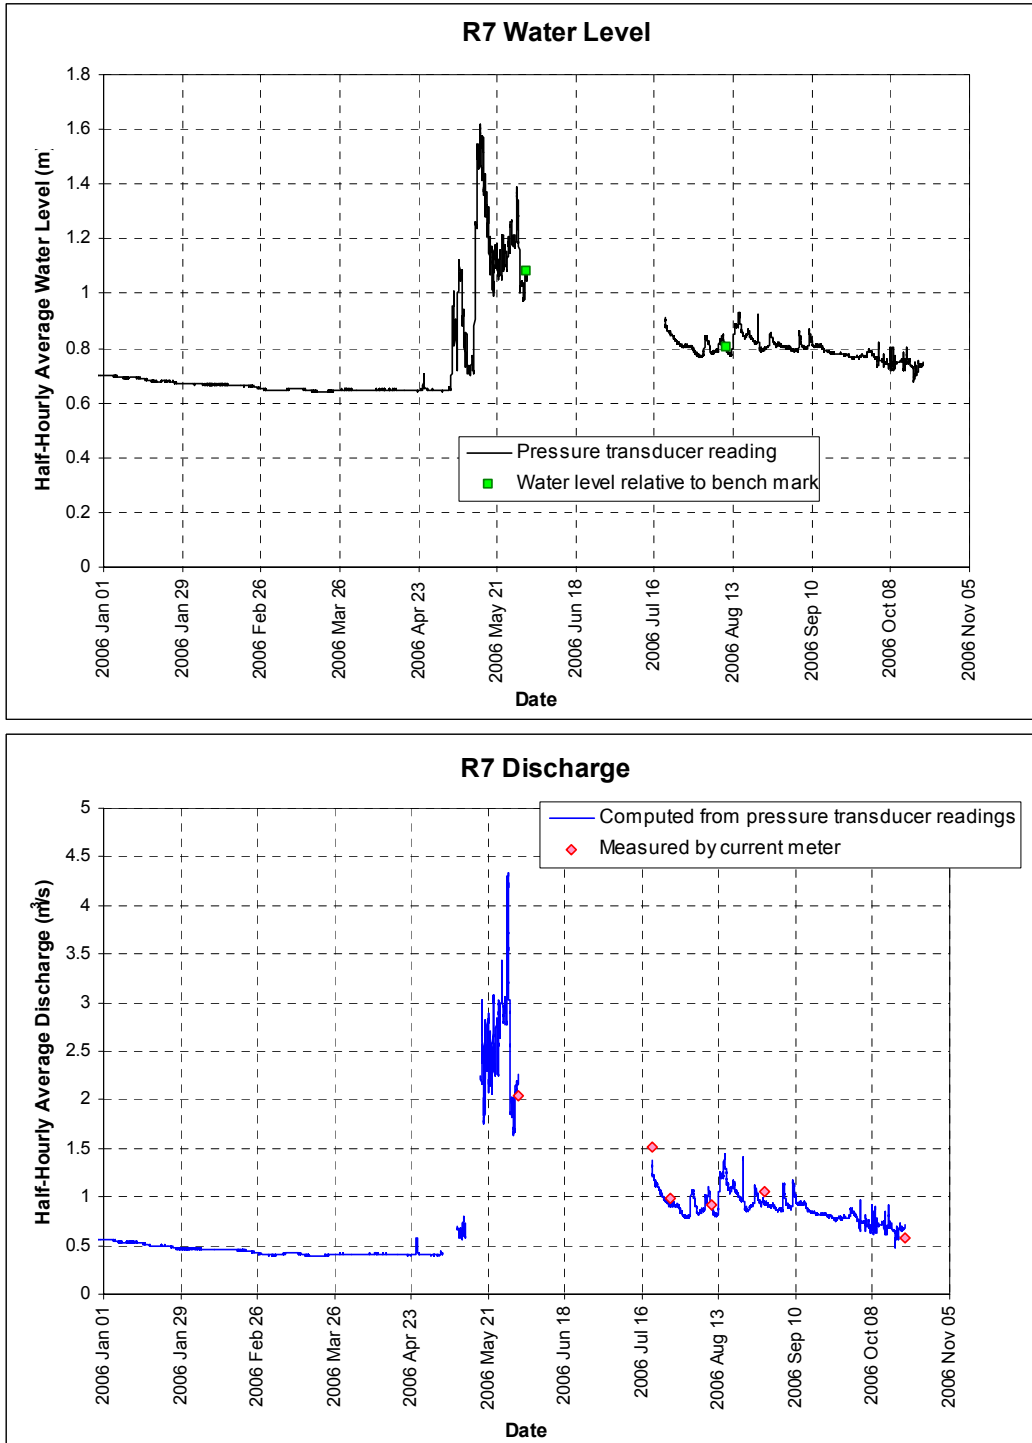 R7 Water Level
Half-Hourly Average Water Level (m)
1.8
1.6
1.4
1.2
1
0.8
0.6
0.4
0.2
0
Pressure transducer reading
Water level relative to bench mark
2006 Jan 01
2006 Jan 29
2006 Feb 26
2006 Mar 26
2006 Apr 23
2006 May 21
2006 Jun 18
2006 Jul 16
2006 Aug 13
2006 Sep 10
2006 Oct 08
2006 Nov 05
Date
R7 Discharge
Half-Hourly Average Discharge (m³/s)
5
4.5
4
3.5
3
2.5
2
1.5
1
0.5
0
Computed from pressure transducer readings
Measured by current meter
2006 Jan 01
2006 Jan 29
2006 Feb 26
2006 Mar 26
2006 Apr 23
2006 May 21
2006 Jun 18
2006 Jul 16
2006 Aug 13
2006 Sep 10
2006 Oct 08
2006 Nov 05
Date